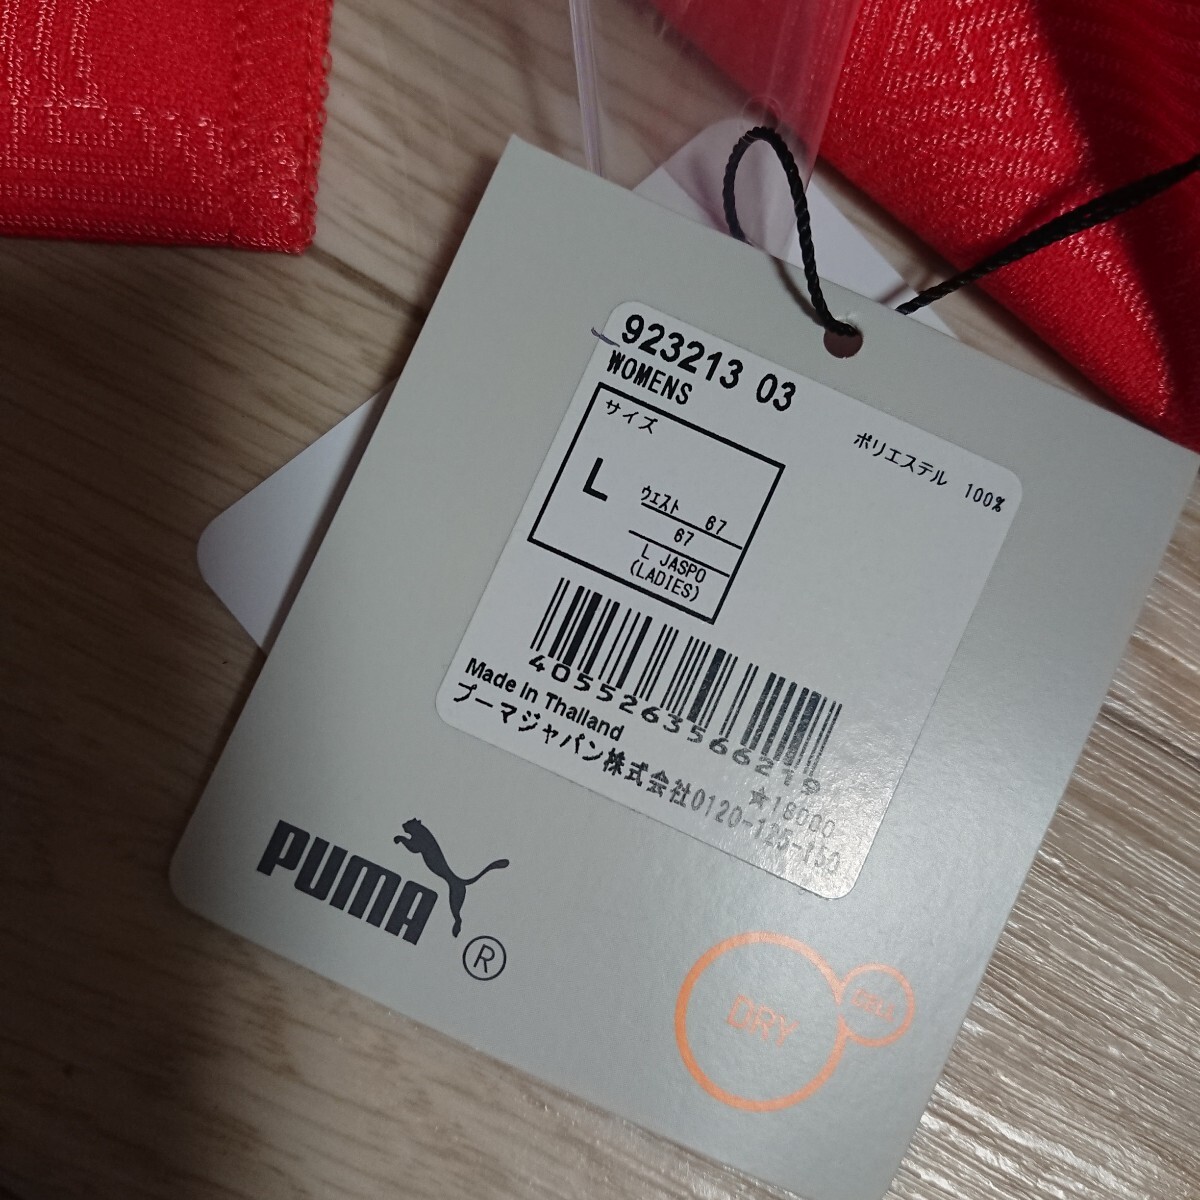 923213 03
WOMENS
サイズ
L
ウエスト 67
67
L JASPO
(LADIES)
ポリエステル 100%
4055263566219
Made in Thailand
★18000
プーマジャパン株式会社0120-125-150
PUMA
®
DRY
CELL